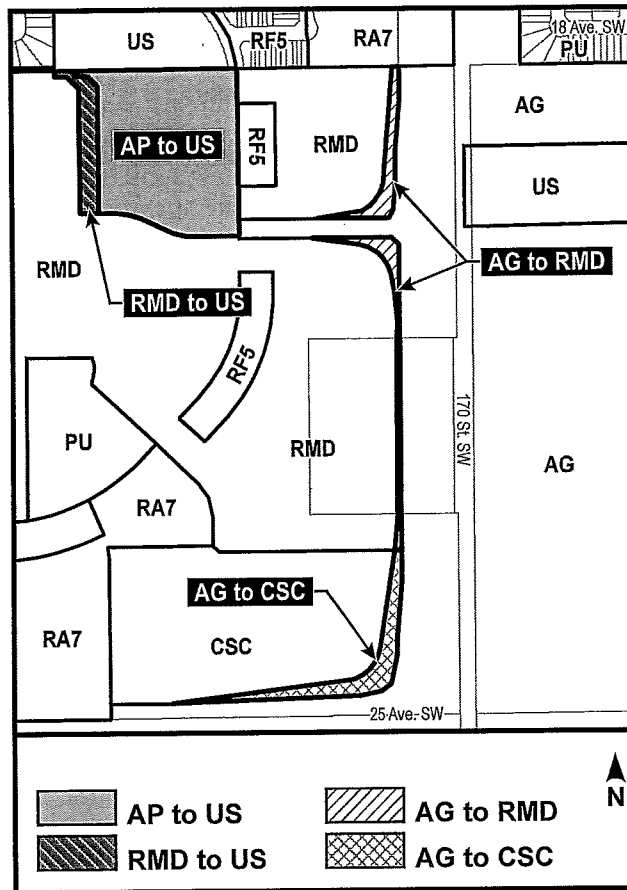 US
RF5
RA7
18 Ave. SW
PU
AG
AP to US
RF5
RMD
US
RMD
RMD to US
AG to RMD
RF5
170 St. SW
PU
RMD
AG
RA7
AG to CSC
RA7
CSC
25 Ave. SW
N
AP to US
AG to RMD
RMD to US
AG to CSC